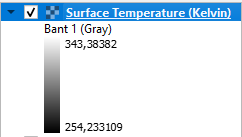 Surface Temperature (Kelvin)
Bant 1 (Gray)
343,38382
254,233109